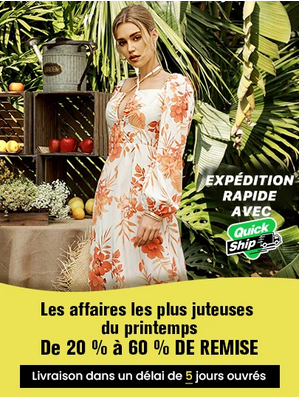 EXPÉDITION
RAPIDE
AVEC
Quick
Ship
Les affaires les plus juteuses
du printemps
De 20 % à 60 % DE REMISE
Livraison dans un délai de 5 jours ouvrés